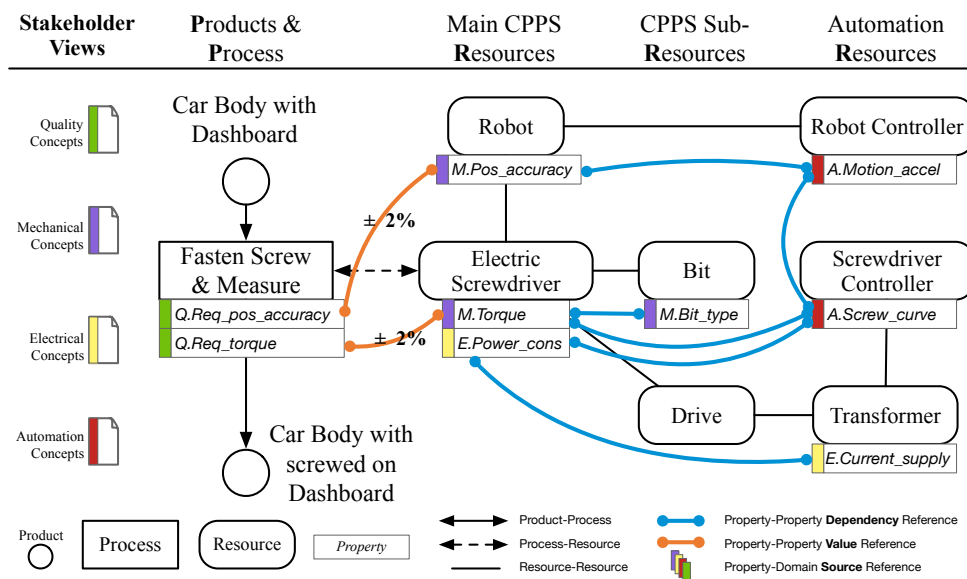 Stakeholder
Views
Products &
Process
Main CPPS
Resources
CPPS Sub-
Resources
Automation
Resources
Quality
Concepts
Mechanical
Concepts
Electrical
Concepts
Automation
Concepts
Car Body with
Dashboard
Fasten Screw
& Measure
Q.Req_pos_accuracy
Q.Req_torque
Car Body with
screwed on
Dashboard
± 2%
± 2%
Robot
M.Pos_accuracy
Electric
Screwdriver
M.Torque
E.Power_cons
Bit
M.Bit_type
Drive
Robot Controller
A.Motion_accel
Screwdriver
Controller
A.Screw_curve
Transformer
E.Current_supply
Product
Process
Resource
Property
Product-Process
Process-Resource
Resource-Resource
Property-Property Dependency Reference
Property-Property Value Reference
Property-Domain Source Reference